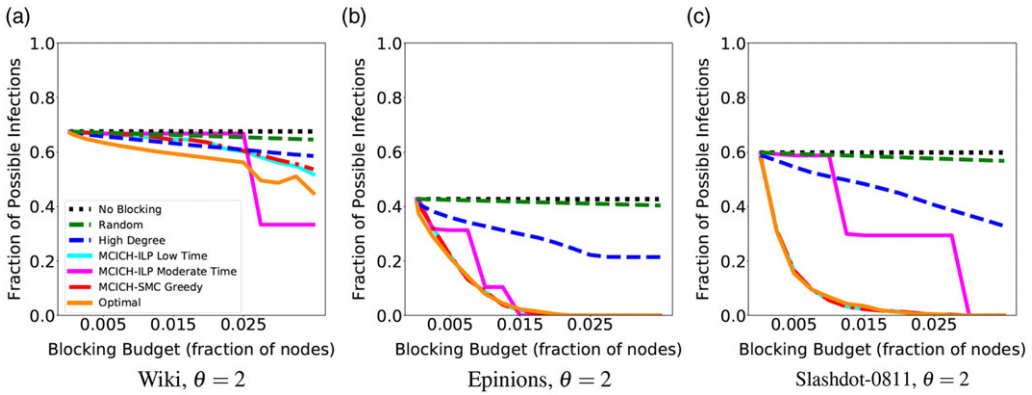 (a)
Fraction of Possible Infections
1.0
0.8
0.6
0.4
0.2
0.0
No Blocking
Random
High Degree
MCICH-ILP Low Time
MCICH-ILP Moderate Time
MCICH-SMC Greedy
Optimal
0.005 0.015 0.025
Blocking Budget (fraction of nodes)
Wiki, θ = 2
(b)
Fraction of Possible Infections
1.0
0.8
0.6
0.4
0.2
0.0
0.005 0.015 0.025
Blocking Budget (fraction of nodes)
Epinions, θ = 2
(c)
Fraction of Possible Infections
1.0
0.8
0.6
0.4
0.2
0.0
0.005 0.015 0.025
Blocking Budget (fraction of nodes)
Slashdot-0811, θ = 2